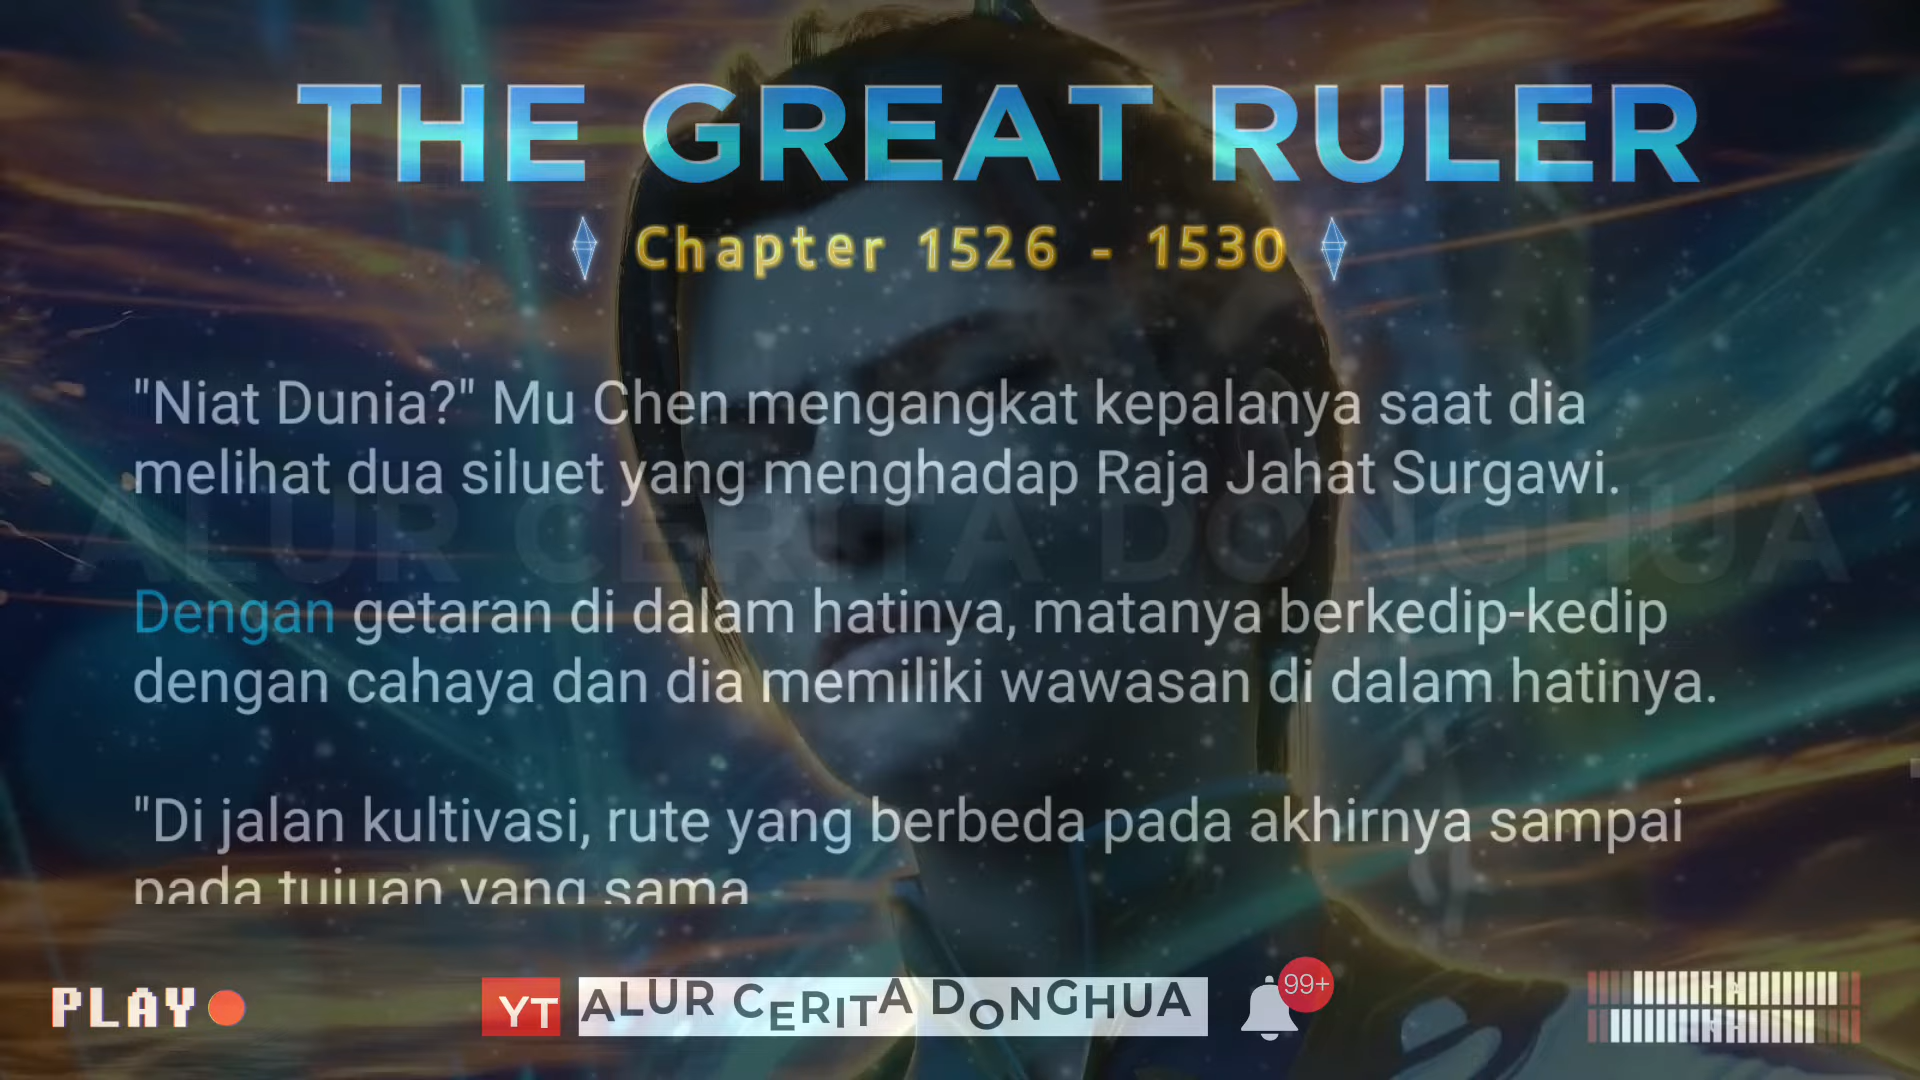 THE GREAT RULER
Chapter 1526 - 1530
"Niat Dunia?" Mu Chen mengangkat kepalanya saat dia
melihat dua siluet yang menghadap Raja Jahat Surgawi.
ALUR CERITA DONGHUA
Dengan getaran di dalam hatinya, matanya berkedip-kedip
dengan cahaya dan dia memiliki wawasan di dalam hatinya.
"Di jalan kultivasi, rute yang berbeda pada akhirnya sampai
pada tujuan yang sama
PLAY
YT ALUR CERITA DONGHUA
99+